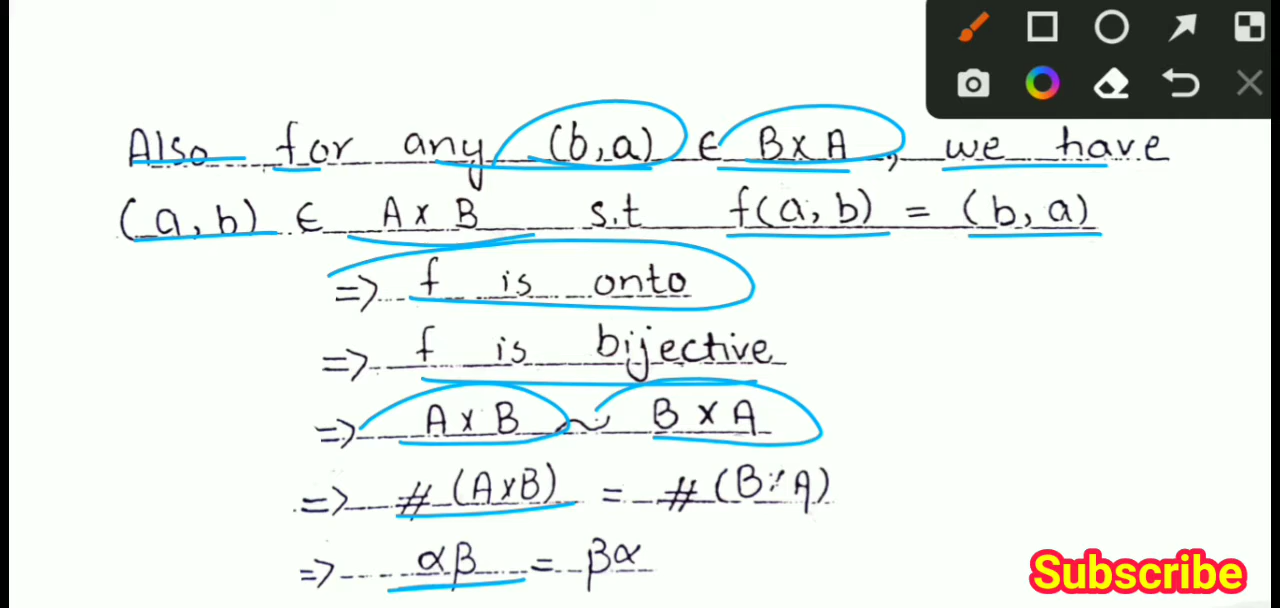 Also for any (b,a) ∈ B×A, we have
(a,b) ∈ A×B s.t f(a,b) = (b,a)
=> f is onto
=> f is bijective
=> A×B ~ B×A
=> #(A×B) = #(B×A)
=> αβ = βα
Subscribe